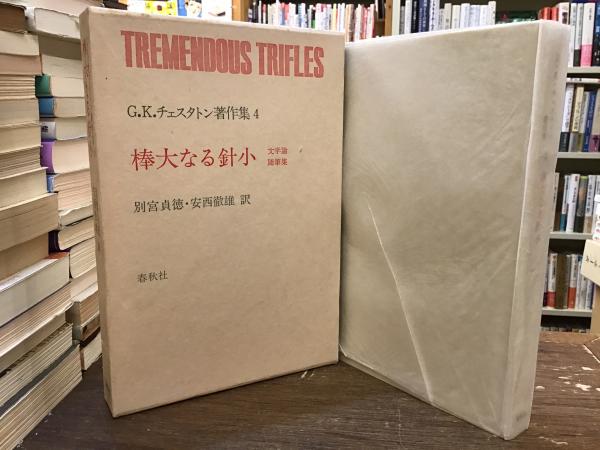 TREMENDOUS TRIFLES
G.K.チェスタトン著作集 4
棒大なる針小 文学論
随筆集
別宮貞徳・安西徹雄 訳
春秋社